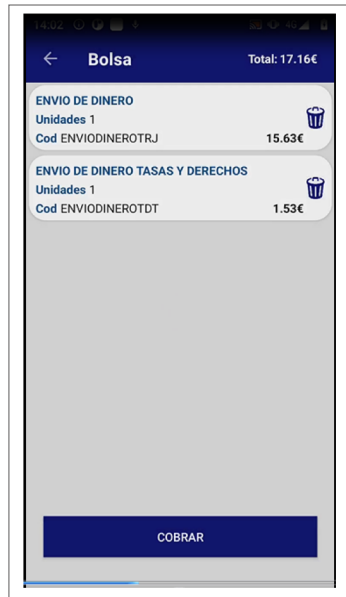 14:02
4G
Bolsa
Total: 17.16€
ENVIO DE DINERO
Unidades 1
Cod ENVIODINEROTRJ
15.63€
ENVIO DE DINERO TASAS Y DERECHOS
Unidades 1
Cod ENVIODINEROTDT
1.53€
COBRAR